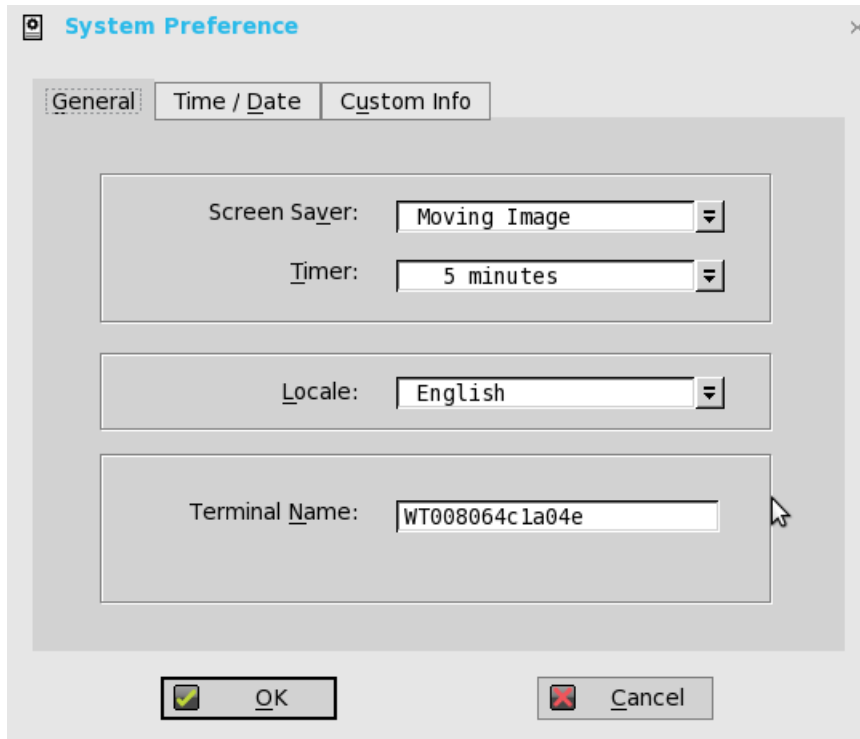 System Preference
General Time / Date Custom Info
Screen Saver: Moving Image
Timer: 5 minutes
Locale: English
Terminal Name: WT008064c1a04e
OK Cancel